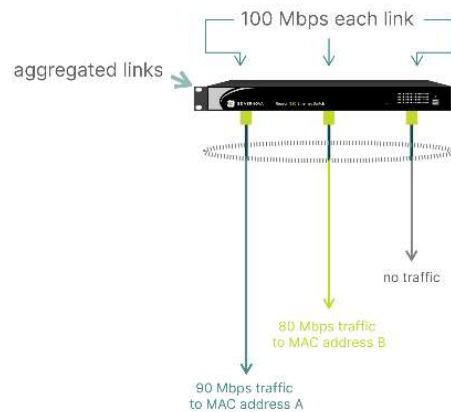 100 Mbps each link
aggregated links
no traffic
80 Mbps traffic
to MAC address B
90 Mbps traffic
to MAC address A